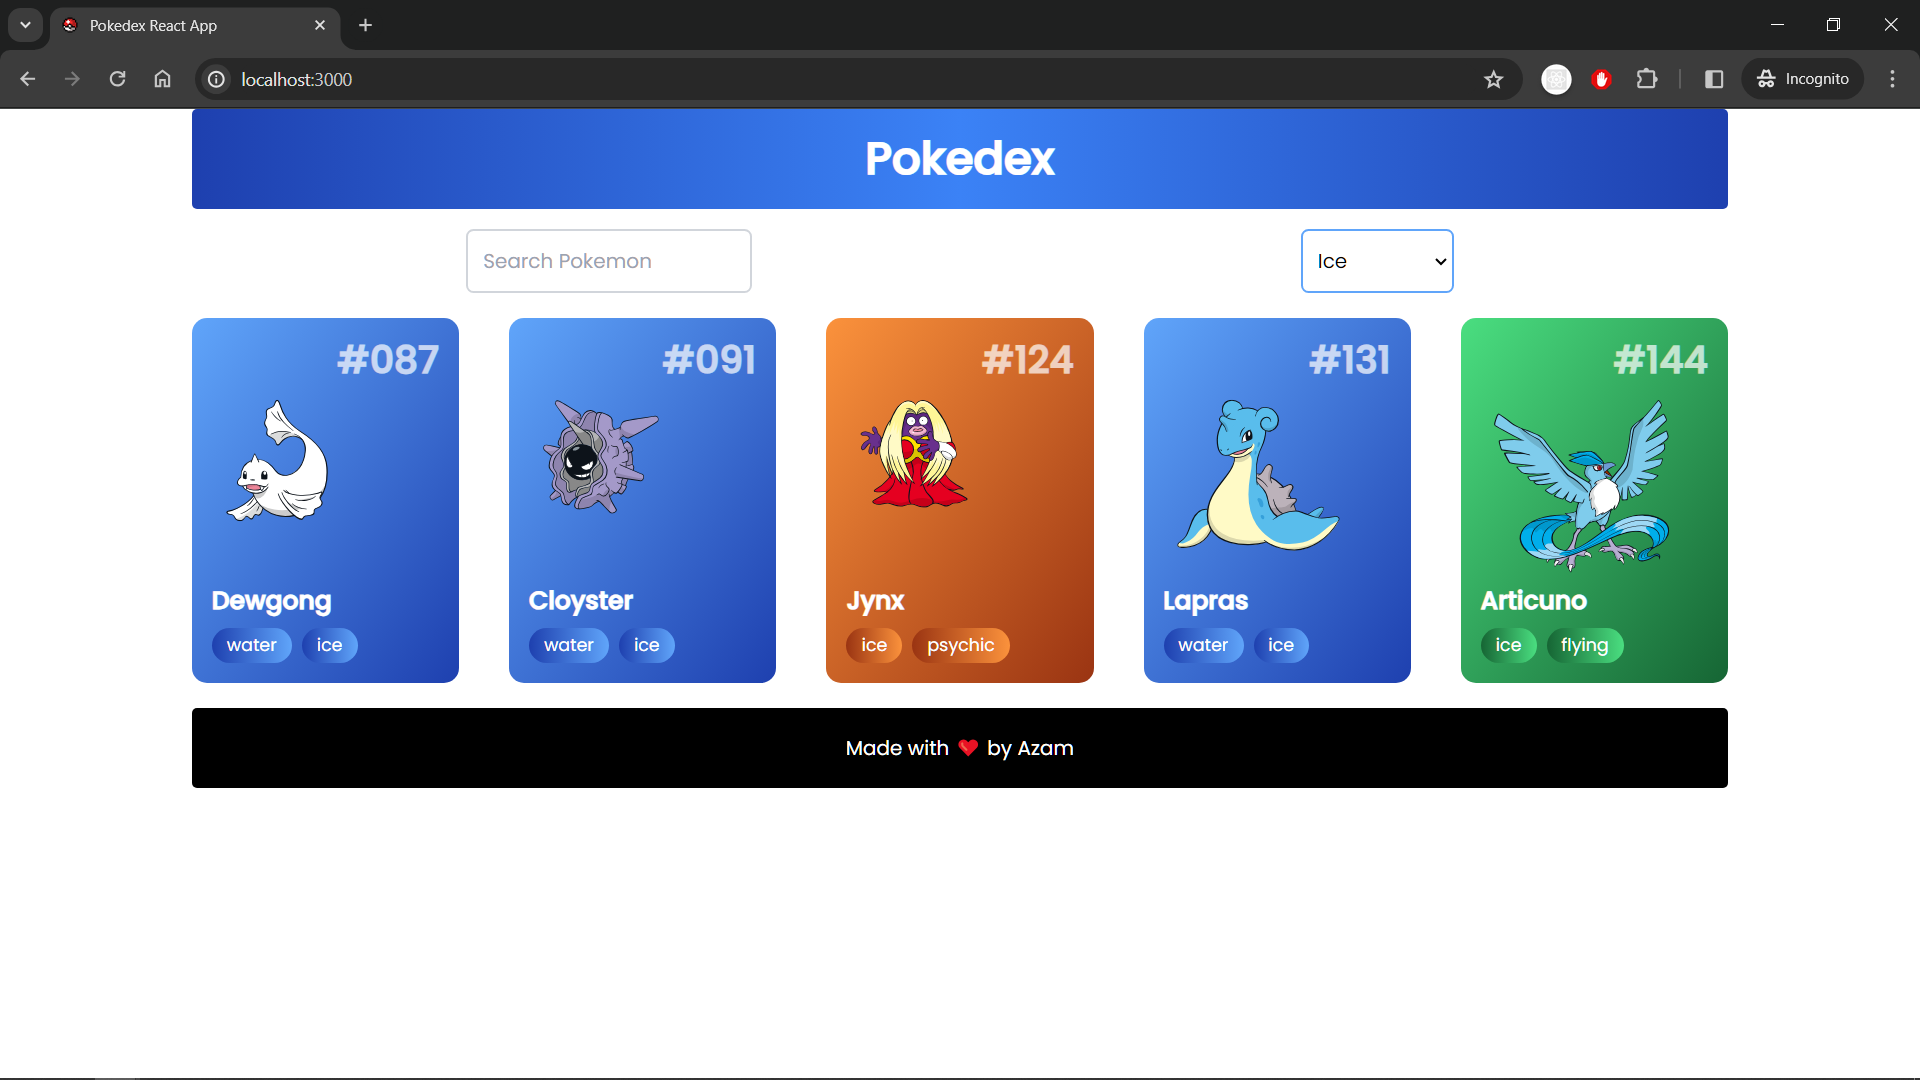 Pokedex React App
localhost:3000
Incognito
Pokedex
Search Pokemon
Ice
#087
Dewgong
water ice
#091
Cloyster
water ice
#124
Jynx
ice psychic
#131
Lapras
water ice
#144
Articuno
ice flying
Made with ❤️ by Azam